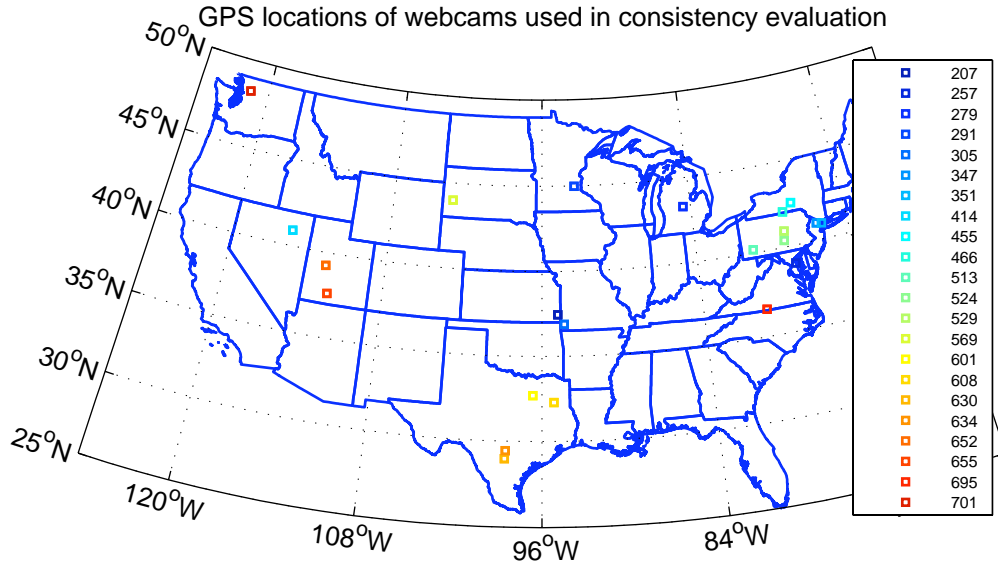 GPS locations of webcams used in consistency evaluation
50°N
45°N
40°N
35°N
30°N
25°N
120°W
108°W
96°W
84°W
207
257
279
291
305
347
351
414
455
466
513
524
529
569
601
608
630
634
652
655
695
701